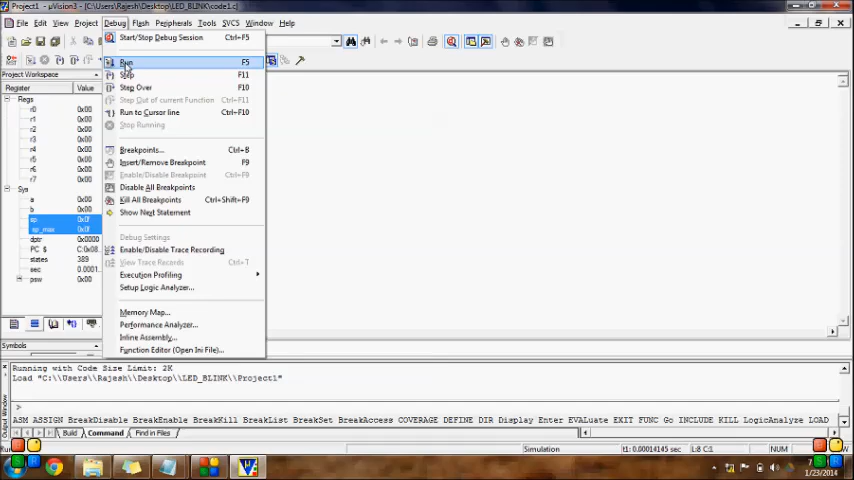 Project1 - µVision3 - [C:\Users\Rajesh\Desktop\LED_BLINK\code1.c]
File Edit View Project Debug Flash Peripherals Tools SVCS Window Help
Project Workspace
Register Value
Regs
r0 0x00
r1 0x00
r2 0x00
r3 0x00
r4 0x00
r5 0x00
r6 0x00
r7 0x00
Sys
a 0x00
b 0x00
sp 0x0f
sp_max 0x0f
dptr 0x0000
PC $ C:0x08..
states 389
sec 0.0001..
psw 0x00
Start/Stop Debug Session Ctrl+F5
Run F5
Step F11
Step Over F10
Step Out of current Function Ctrl+F11
Run to Cursor line Ctrl+F10
Stop Running
Breakpoints... Ctrl+B
Insert/Remove Breakpoint F9
Enable/Disable Breakpoint Ctrl+F9
Disable All Breakpoints
Kill All Breakpoints Ctrl+Shift+F9
Show Next Statement
Debug Settings
Enable/Disable Trace Recording
View Trace Records Ctrl+T
Execution Profiling
Setup Logic Analyzer...
Memory Map...
Performance Analyzer...
Inline Assembly...
Function Editor (Open Ini File)...
Symbols
Output Window
Running with Code Size Limit: 2K
Load "C:\\Users\\Rajesh\\Desktop\\LED_BLINK\\Project1"
>
ASM ASSIGN BreakDisable BreakEnable BreakKill BreakList BreakSet BreakAccess COVERAGE DEFINE DIR Display Enter EVALuate EXIT FUNC Go INCLUDE KILL LogicAnalyze LOAD
Build Command Find in Files
Simulation t1: 0.00014145 sec L:8 C:1 NUM
1/23/2014